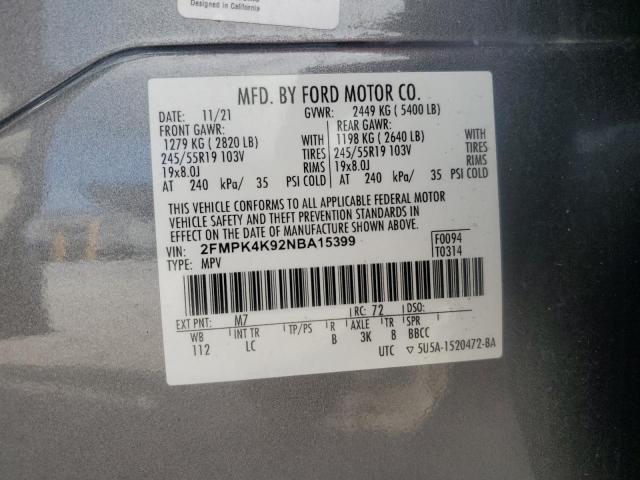 Designed in California
MFD. BY FORD MOTOR CO.
DATE: 11/21 GVWR: 2449 KG ( 5400 LB)
FRONT GAWR: REAR GAWR:
1279 KG ( 2820 LB) WITH 1198 KG ( 2640 LB) WITH
245/55R19 103V TIRES 245/55R19 103V TIRES
19x8.0J RIMS 19x8.0J RIMS
AT 240 kPa/ 35 PSI COLD AT 240 kPa/ 35 PSI COLD
THIS VEHICLE CONFORMS TO ALL APPLICABLE FEDERAL MOTOR
VEHICLE SAFETY AND THEFT PREVENTION STANDARDS IN
EFFECT ON THE DATE OF MANUFACTURE SHOWN ABOVE.
VIN: 2FMPK4K92NBA15399 F0094
TYPE: MPV T0314
EXT PNT: M7 RC: 72 DSO:
WB INT TR TP/PS R AXLE TR SPR
112 LC B 3K B BBCC
UTC ▽ 5U5A-1520472-BA